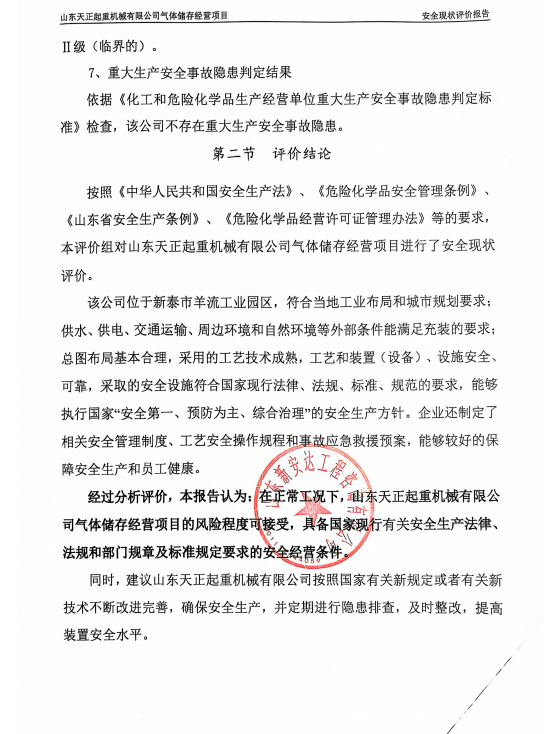 山东天正起重机械有限公司气体储存经营项目 安全现状评价报告
Ⅱ级（临界的）。
7、重大生产安全事故隐患判定结果
依据《化工和危险化学品生产经营单位重大生产安全事故隐患判定标
准》检查，该公司不存在重大生产安全事故隐患。
第二节 评价结论
按照《中华人民共和国安全生产法》、《危险化学品安全管理条例》、
《山东省安全生产条例》、《危险化学品经营许可证管理办法》等的要求，
本评价组对山东天正起重机械有限公司气体储存经营项目进行了安全现状
评价。
该公司位于新泰市羊流工业园区，符合当地工业布局和城市规划要求；
供水、供电、交通运输、周边环境和自然环境等外部条件能满足充装的要求；
总图布局基本合理，采用的工艺技术成熟，工艺和装置（设备）、设施安全、
可靠，采取的安全设施符合国家现行法律、法规、标准、规范的要求，能够
执行国家“安全第一、预防为主、综合治理”的安全生产方针。企业还制定了
相关安全管理制度、工艺安全操作规程和事故应急救援预案，能够较好的保
障安全生产和员工健康。
经过分析评价，本报告认为：在正常工况下，山东天正起重机械有限公
司气体储存经营项目的风险程度可接受，具备国家现行有关安全生产法律、
法规和部门规章及标准规定要求的安全经营条件。
同时，建议山东天正起重机械有限公司按照国家有关新规定或者有关新
技术不断改进完善，确保安全生产，并定期进行隐患排查，及时整改，提高
装置安全水平。
山东新安达工程咨询有限公司